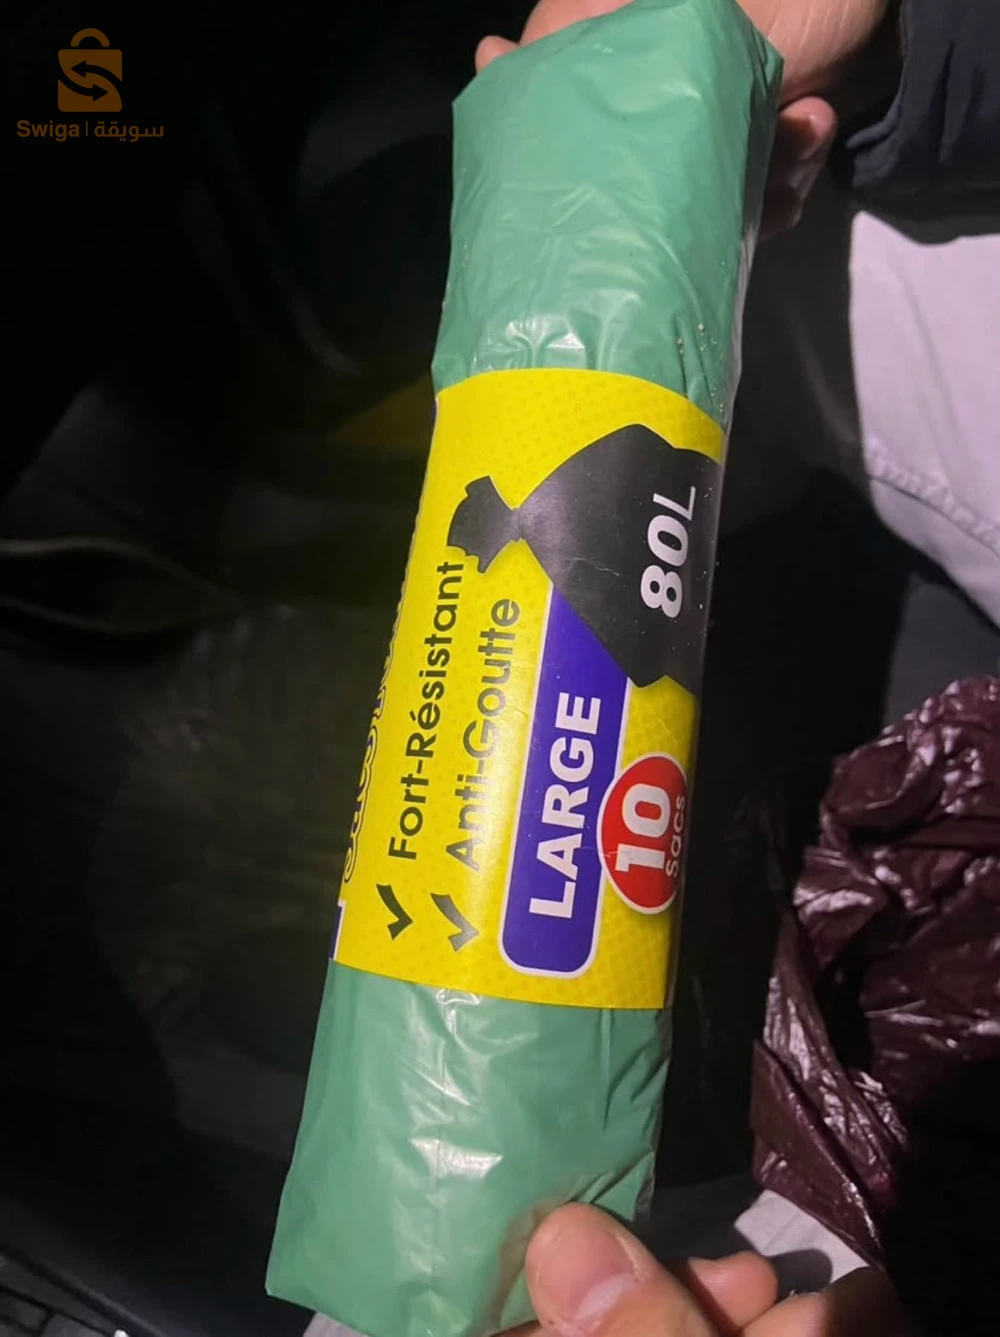 Swiga | سويقة
Fort-Résistant
Anti-Goutte
LARGE
80L
10
sacs